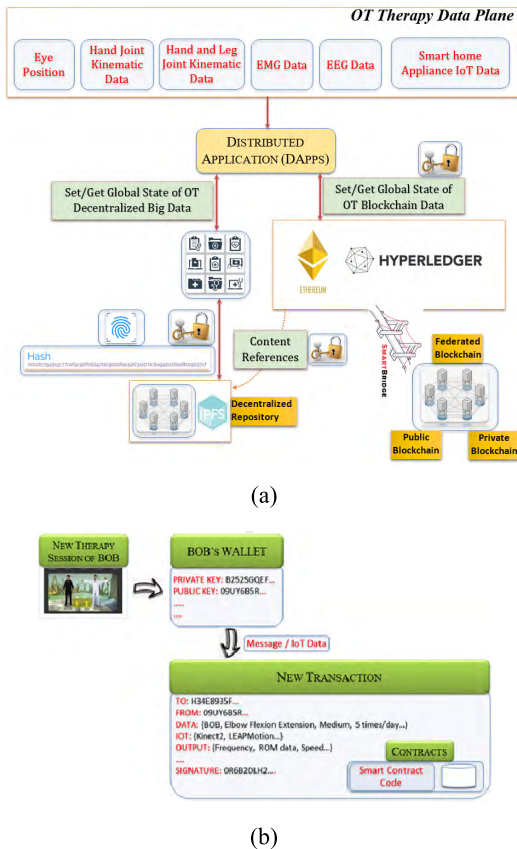 OT Therapy Data Plane
Eye
Position
Hand Joint
Kinematic
Data
Hand and Leg
Joint Kinematic
Data
EMG Data
EEG Data
Smart home
Appliance IoT Data
DISTRIBUTED
APPLICATION (DAPPS)
Set/Get Global State of OT
Decentralized Big Data
Set/Get Global State of
OT Blockchain Data
ETHEREUM
HYPERLEDGER
Hash
Content
References
SMARTBRIDGE
Federated
Blockchain
IPFS
Decentralized
Repository
Public
Blockchain
Private
Blockchain
(a)
NEW THERAPY
SESSION OF BOB
BOB'S WALLET
PRIVATE KEY: B2525GQEF...
PUBLIC KEY: 09UY6B5R...
.....
....
Message / IoT Data
NEW TRANSACTION
TO: H34E8935F...
FROM: 09UY6B5R...
DATA: {BOB, Elbow Flexion Extension, Medium, 5 times/day...}
IOT: {Kinect2, LEAPMotion...}
OUTPUT: {Frequency, ROM data, Speed...}
....
SIGNATURE: 0R6B2DLH2....
CONTRACTS
Smart Contract
Code
(b)